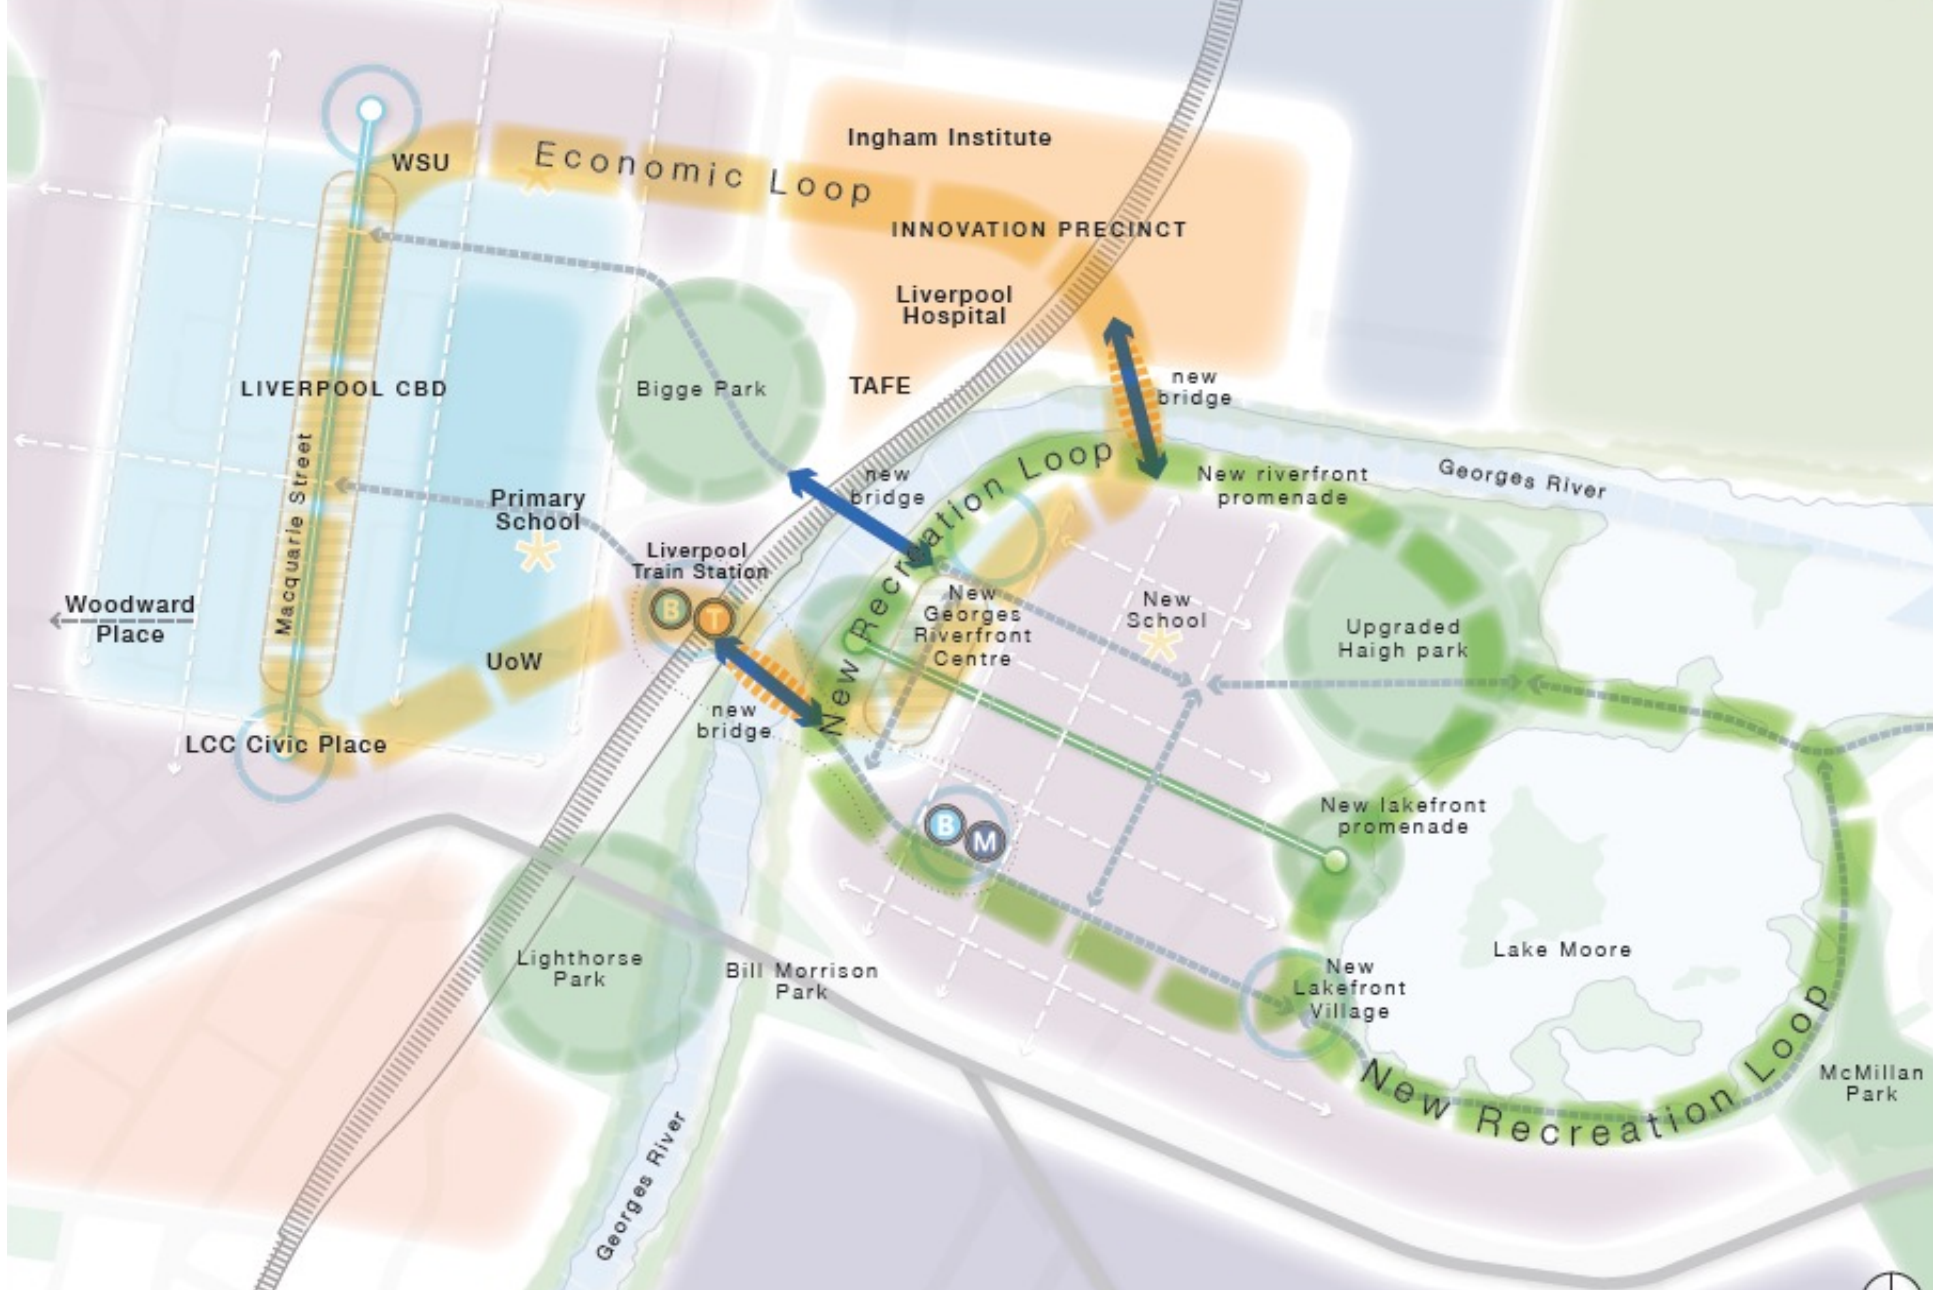 Ingham Institute
WSU
Economic Loop
INNOVATION PRECINCT
Liverpool
Hospital
LIVERPOOL CBD
Bigge Park
TAFE
new
bridge
Macquarie Street
Primary
School
new
bridge
New Recreation Loop
New riverfront
promenade
Georges River
Liverpool
Train Station
B
T
Woodward
Place
UoW
New
Georges
Riverfront
Centre
New
School
Upgraded
Haigh park
new
bridge
LCC Civic Place
B
M
New lakefront
promenade
Lighthorse
Park
Bill Morrison
Park
New
Lakefront
Village
Lake Moore
New Recreation Loop
McMillan
Park
Georges River